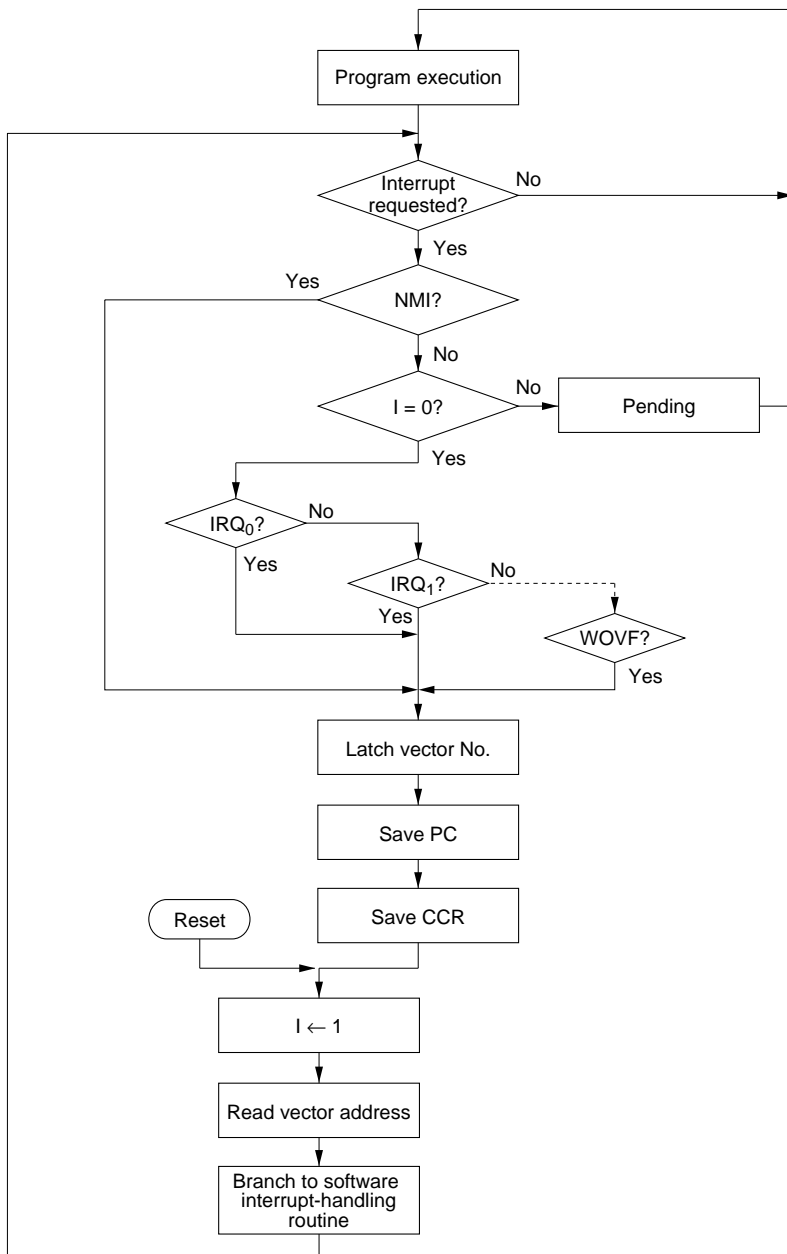 Program execution
Interrupt
requested?
No
Yes
Yes
NMI?
No
I = 0?
No
Pending
Yes
IRQ0?
No
Yes
IRQ1?
No
Yes
WOVF?
Yes
Latch vector No.
Save PC
Save CCR
Reset
I ← 1
Read vector address
Branch to software
interrupt-handling
routine